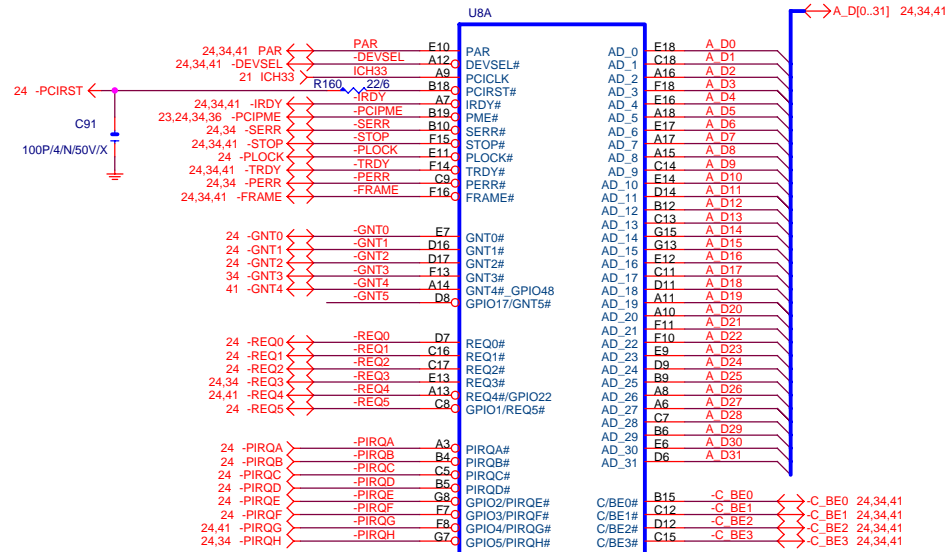 U8A
A_D[0..31] 24,34,41
24,34,41 PAR PAR E10 PAR AD_0 E18 A_D0
24,34,41 -DEVSEL -DEVSEL A12 DEVSEL# AD_1 C18 A_D1
21 ICH33 ICH33 A9 PCICLK AD_2 A16 A_D2
24 -PCIRST R160 22/6 B18 PCIRST# AD_3 F18 A_D3
24,34,41 -IRDY -IRDY A7 IRDY# AD_4 E16 A_D4
23,24,34,36 -PCIPME -PCIPME B19 PME# AD_5 A18 A_D5
24,34 -SERR -SERR B10 SERR# AD_6 E17 A_D6
24,34,41 -STOP -STOP F15 STOP# AD_7 A17 A_D7
24 -PLOCK -PLOCK E11 PLOCK# AD_8 A15 A_D8
24,34,41 -TRDY -TRDY F14 TRDY# AD_9 C14 A_D9
24,34 -PERR -PERR C9 PERR# AD_10 E14 A_D10
24,34,41 -FRAME -FRAME F16 FRAME# AD_11 D14 A_D11
C91
100P/4/N/50V/X
AD_12 B12 A_D12
AD_13 C13 A_D13
24 -GNT0 -GNT0 E7 GNT0# AD_14 G15 A_D14
24 -GNT1 -GNT1 D16 GNT1# AD_15 G13 A_D15
24 -GNT2 -GNT2 D17 GNT2# AD_16 E12 A_D16
34 -GNT3 -GNT3 F13 GNT3# AD_17 C11 A_D17
41 -GNT4 -GNT4 A14 GNT4#_GPIO48 AD_18 D11 A_D18
-GNT5 D8 GPIO17/GNT5# AD_19 A11 A_D19
AD_20 A10 A_D20
AD_21 F11 A_D21
24 -REQ0 -REQ0 D7 REQ0# AD_22 F10 A_D22
24 -REQ1 -REQ1 C16 REQ1# AD_23 E9 A_D23
24 -REQ2 -REQ2 C17 REQ2# AD_24 D9 A_D24
24,34 -REQ3 -REQ3 E13 REQ3# AD_25 B9 A_D25
24,41 -REQ4 -REQ4 A13 REQ4#/GPIO22 AD_26 A8 A_D26
24 -REQ5 -REQ5 C8 GPIO1/REQ5# AD_27 A6 A_D27
AD_28 C7 A_D28
AD_29 B6 A_D29
24 -PIRQA -PIRQA A3 PIRQA# AD_30 E6 A_D30
24 -PIRQB -PIRQB B4 PIRQB# AD_31 D6 A_D31
24 -PIRQC -PIRQC C5 PIRQC#
24 -PIRQD -PIRQD B5 PIRQD#
24 -PIRQE -PIRQE G8 GPIO2/PIRQE# C/BE0# B15 -C_BE0 -C_BE0 24,34,41
24 -PIRQF -PIRQF F7 GPIO3/PIRQF# C/BE1# C12 -C_BE1 -C_BE1 24,34,41
24,41 -PIRQG -PIRQG F8 GPIO4/PIRQG# C/BE2# D12 -C_BE2 -C_BE2 24,34,41
24,34 -PIRQH -PIRQH G7 GPIO5/PIRQH# C/BE3# C15 -C_BE3 -C_BE3 24,34,41